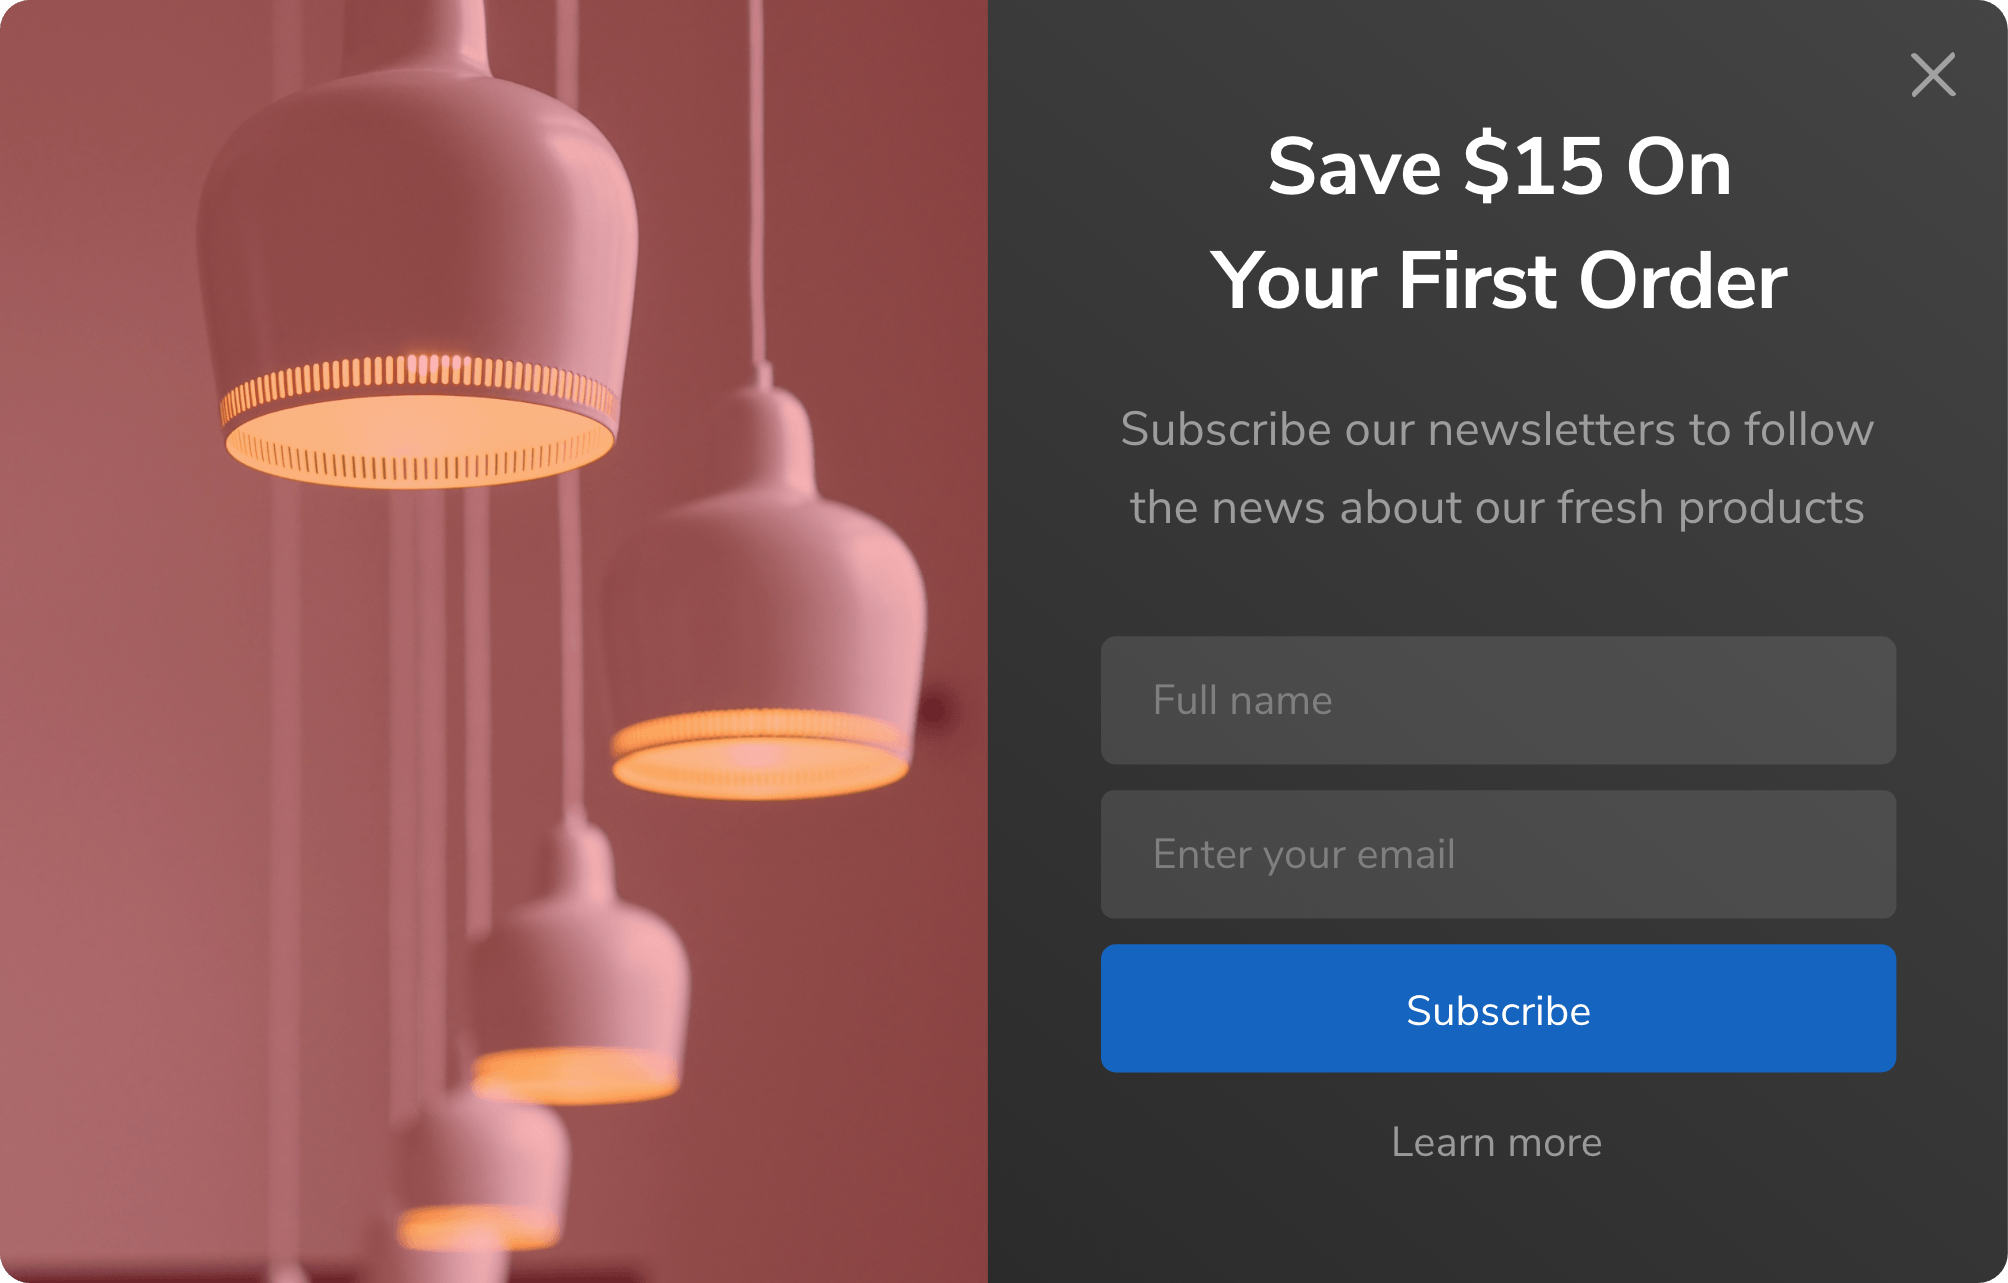 Save $15 On
Your First Order
Subscribe our newsletters to follow
the news about our fresh products
Full name
Enter your email
Subscribe
Learn more